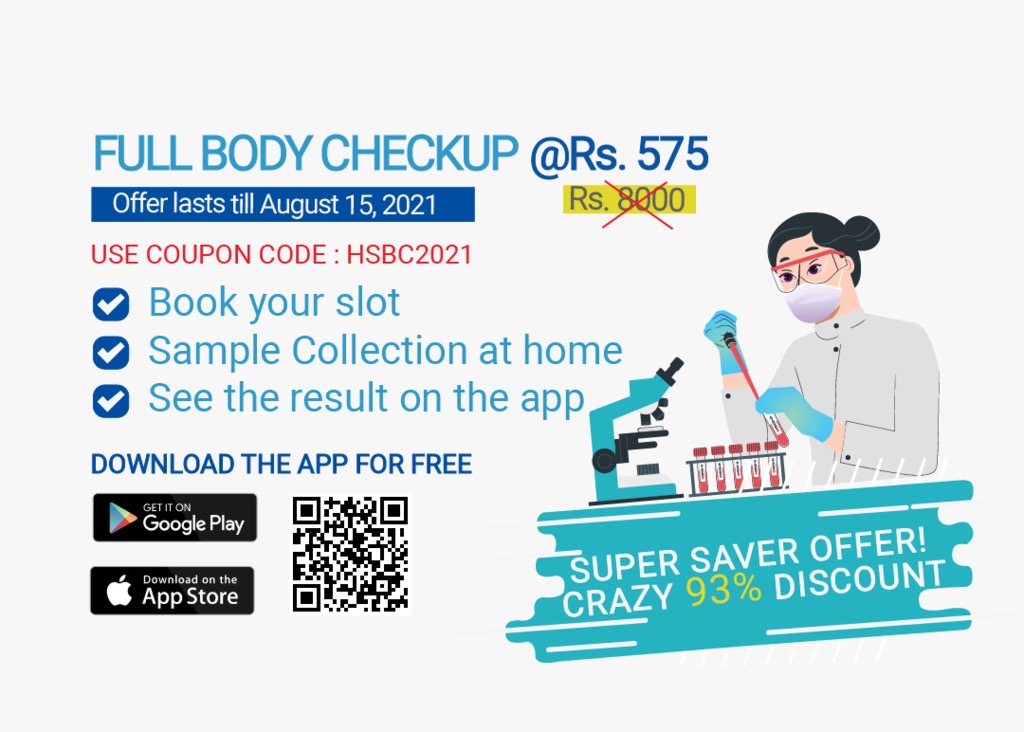 FULL BODY CHECKUP @Rs. 575
Offer lasts till August 15, 2021
Rs. 8000
USE COUPON CODE : HSBC2021
Book your slot
Sample Collection at home
See the result on the app
DOWNLOAD THE APP FOR FREE
GET IT ON
Google Play
Download on the
App Store
SUPER SAVER OFFER!
CRAZY 93% DISCOUNT